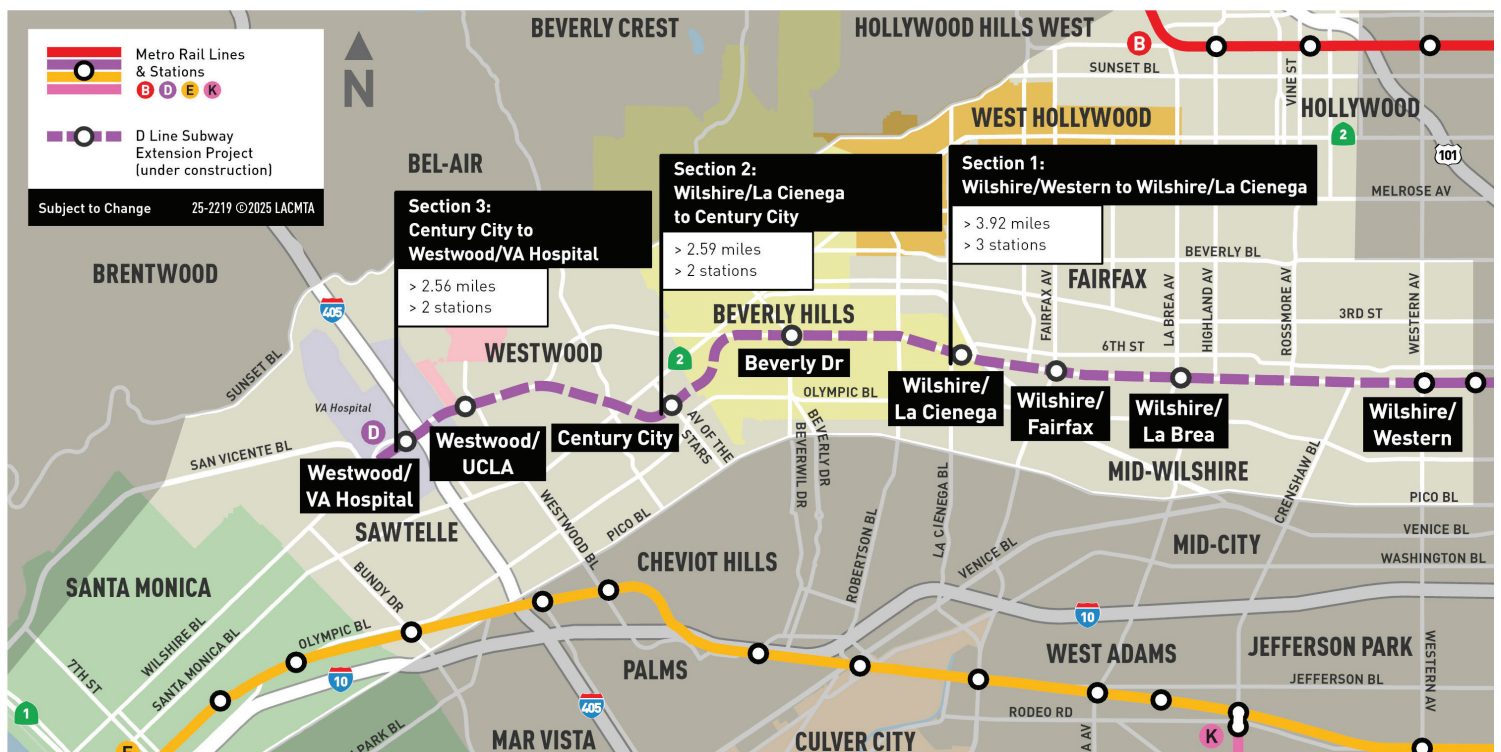 Metro Rail Lines
& Stations
B D E K
D Line Subway
Extension Project
(under construction)
Subject to Change 25-2219 ©2025 LACMTA
N
BEVERLY CREST
HOLLYWOOD HILLS WEST
B
SUNSET BL
VINE ST
HOLLYWOOD
2
101
WEST HOLLYWOOD
BEL-AIR
MELROSE AV
Section 3:
Century City to
Westwood/VA Hospital
> 2.56 miles
> 2 stations
Section 2:
Wilshire/La Cienega
to Century City
> 2.59 miles
> 2 stations
Section 1:
Wilshire/Western to Wilshire/La Cienega
> 3.92 miles
> 3 stations
BRENTWOOD
405
BEVERLY BL
FAIRFAX
FAIRFAX AV
LA BREA AV
HIGHLAND AV
ROSSMORE AV
WESTERN AV
3RD ST
6TH ST
BEVERLY HILLS
WESTWOOD
2
SUNSET BL
VA Hospital
D
SAN VICENTE BL
Westwood/
VA Hospital
Westwood/
UCLA
Century City
AV OF THE
STARS
Beverly Dr
OLYMPIC BL
BEVERLY DR
BEVERWIL DR
Wilshire/
La Cienega
Wilshire/
Fairfax
Wilshire/
La Brea
Wilshire/
Western
MID-WILSHIRE
CRENSHAW BL
PICO BL
VENICE BL
WASHINGTON BL
MID-CITY
LA CIENEGA BL
VENICE BL
ROBERTSON BL
PICO BL
WESTWOOD BL
SAWTELLE
CHEVIOT HILLS
BUNDY DR
SANTA MONICA
WILSHIRE BL
SANTA MONICA BL
OLYMPIC BL
7TH ST
10
10
PALMS
WEST ADAMS
JEFFERSON PARK
JEFFERSON BL
WESTERN AV
RODEO RD
1
405
MAR VISTA
CULVER CITY
K
E
PARK BL
A AV